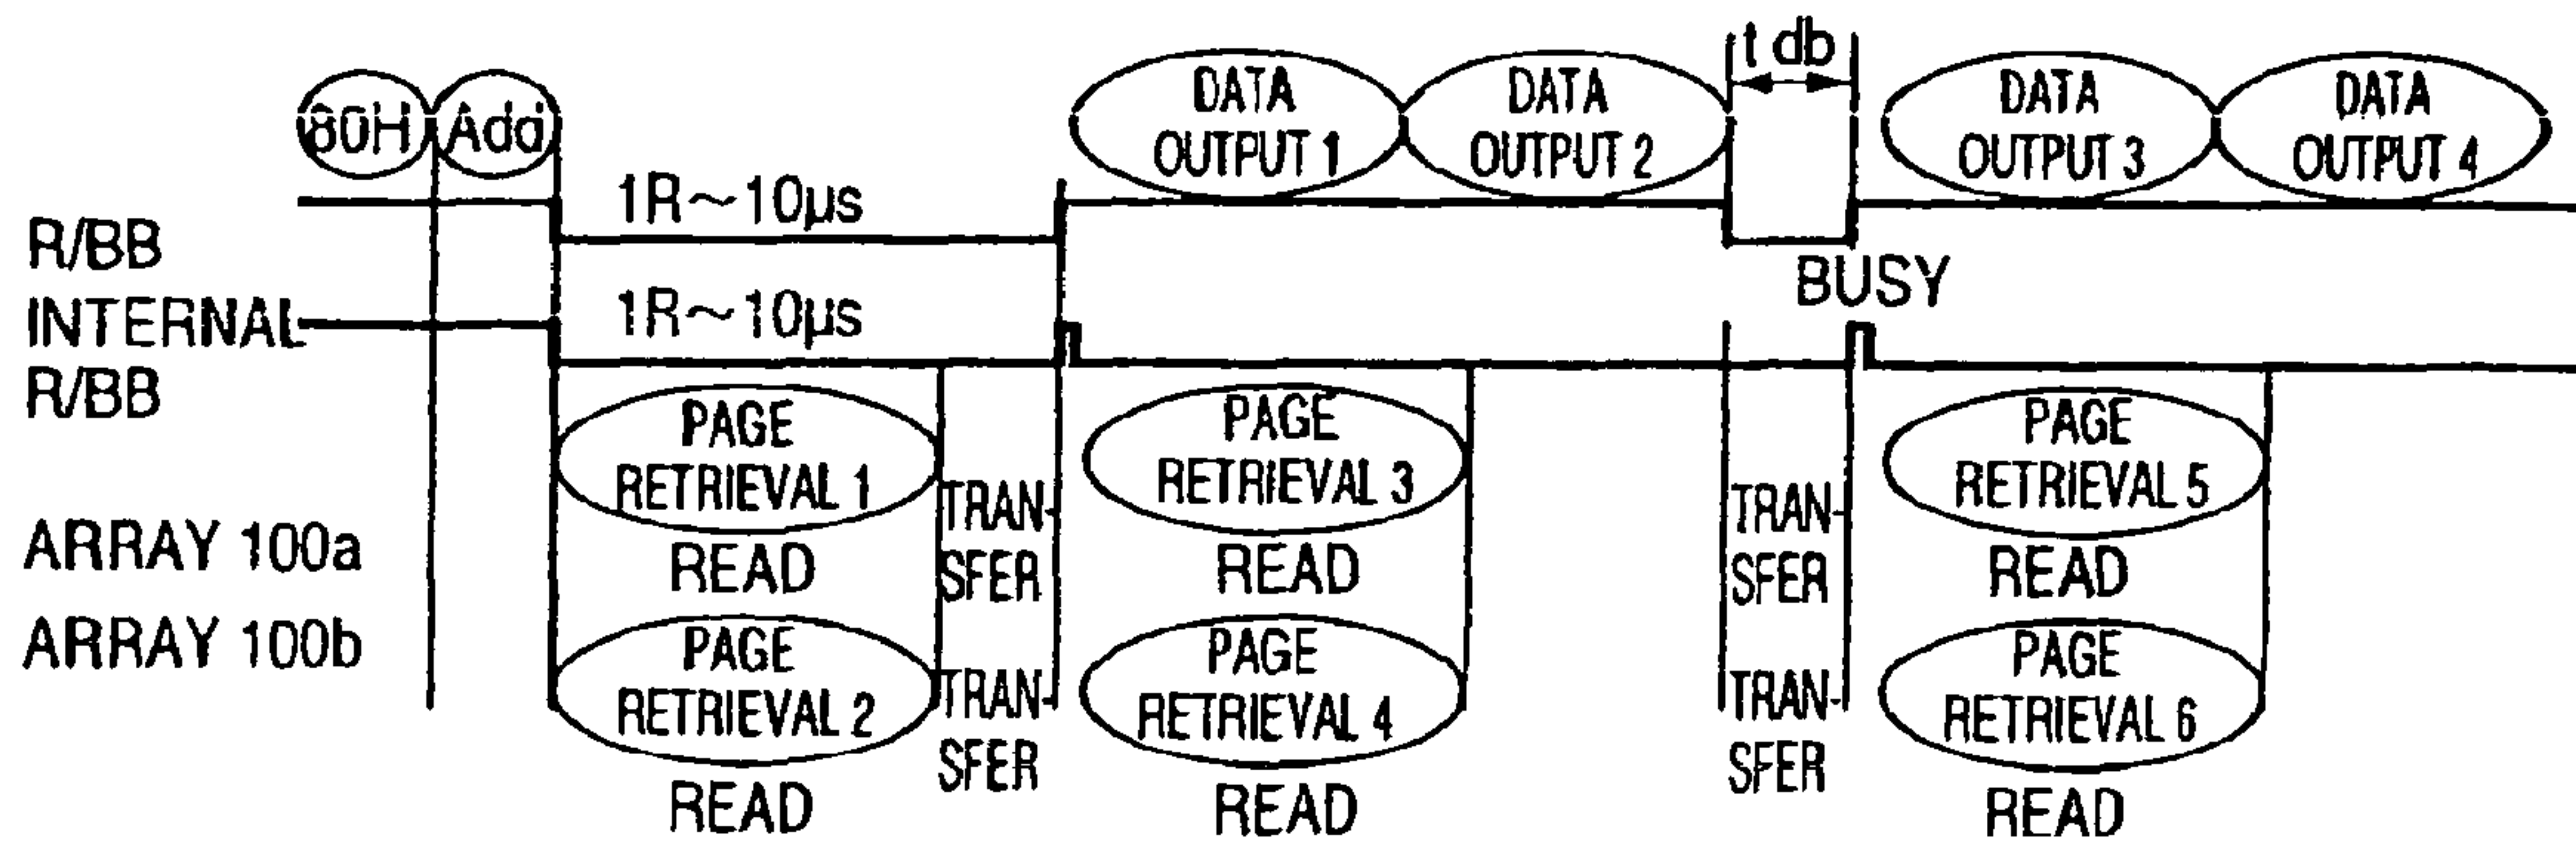 80H Add
DATA
OUTPUT 1
DATA
OUTPUT 2
t db
DATA
OUTPUT 3
DATA
OUTPUT 4
R/BB
1R~10µs
BUSY
INTERNAL
R/BB
1R~10µs
ARRAY 100a
PAGE
RETRIEVAL 1
READ
TRAN-
SFER
PAGE
RETRIEVAL 3
READ
TRAN-
SFER
PAGE
RETRIEVAL 5
READ
ARRAY 100b
PAGE
RETRIEVAL 2
READ
TRAN-
SFER
PAGE
RETRIEVAL 4
READ
TRAN-
SFER
PAGE
RETRIEVAL 6
READ